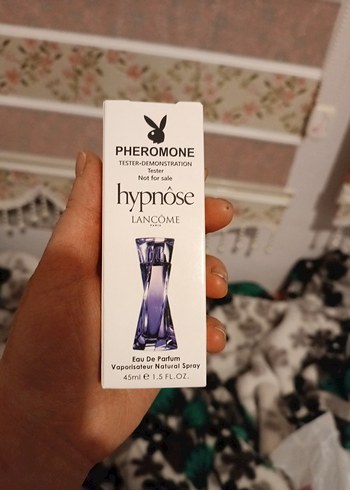 PHEROMONE
TESTER-DEMONSTRATION
Tester
Not for sale
hypnôse
LANCÔME
PARIS
Eau De Parfum
Vaporisateur Natural Spray
45ml ℮ 1.5 FL.OZ.